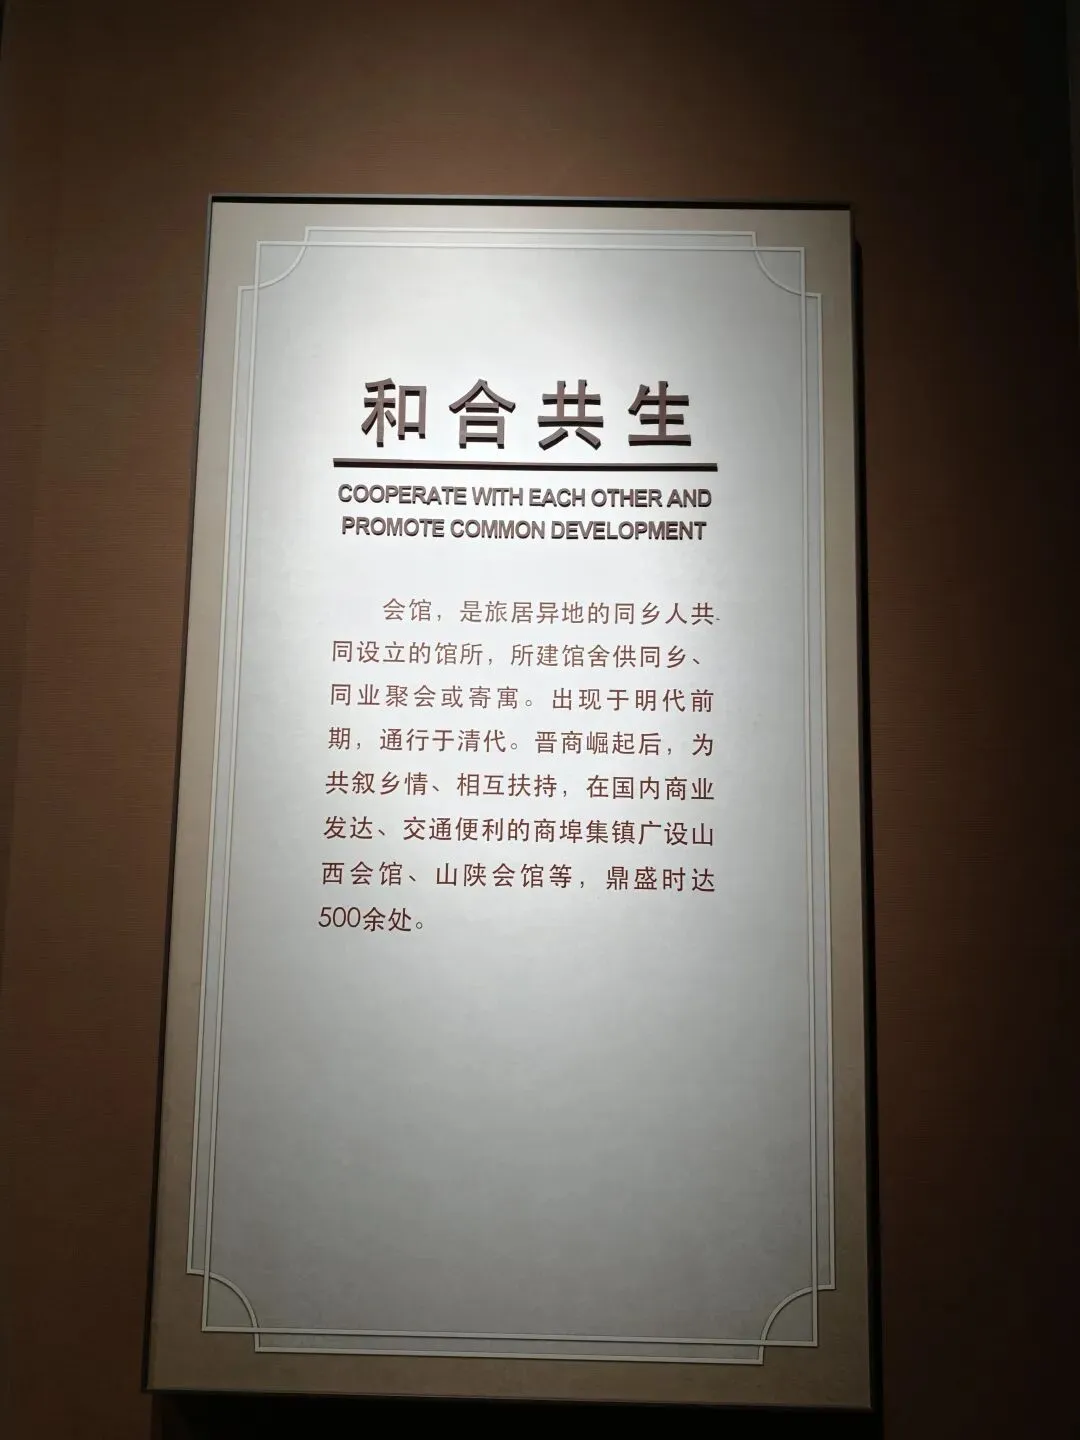 和合共生
COOPERATE WITH EACH OTHER AND
PROMOTE COMMON DEVELOPMENT
会馆，是旅居异地的同乡人共
同设立的馆所，所建馆舍供同乡、
同业聚会或寄寓。出现于明代前
期，通行于清代。晋商崛起后，为
共叙乡情、相互扶持，在国内商业
发达、交通便利的商埠集镇广设山
西会馆、山陕会馆等，鼎盛时达
500余处。